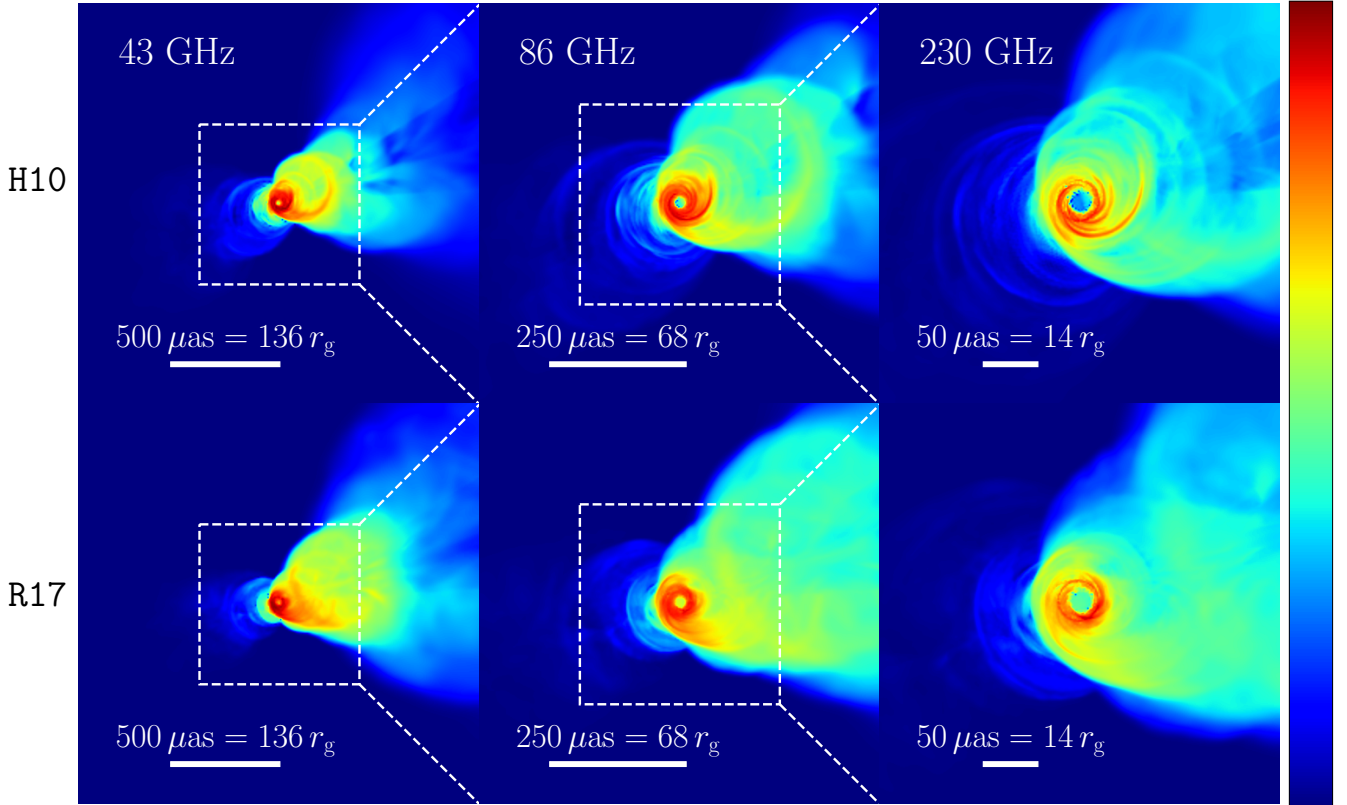 43 GHz
86 GHz
230 GHz
H10
500 μas = 136 r_g
250 μas = 68 r_g
50 μas = 14 r_g
R17
500 μas = 136 r_g
250 μas = 68 r_g
50 μas = 14 r_g